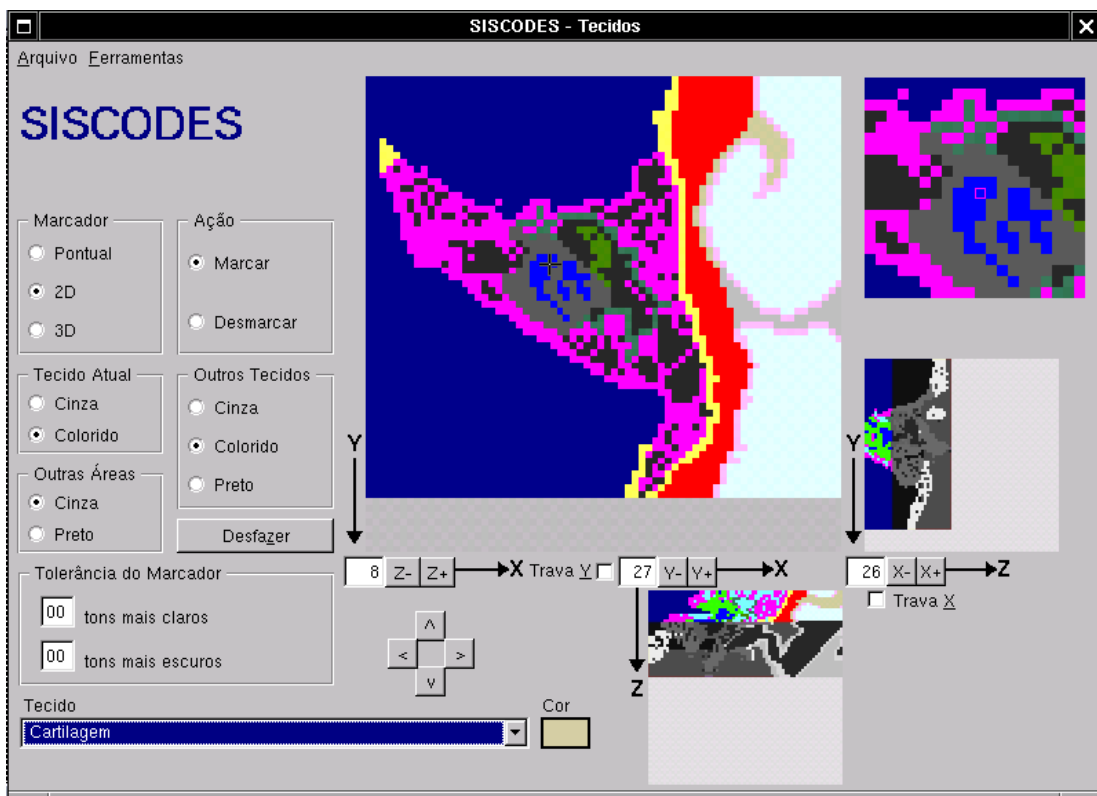 SISCODES - Tecidos
Arquivo Ferramentas
SISCODES
Marcador
Pontual
2D
3D
Ação
Marcar
Desmarcar
Tecido Atual
Cinza
Colorido
Outros Tecidos
Cinza
Colorido
Preto
Outras Áreas
Cinza
Preto
Desfazer
Tolerância do Marcador
00 tons mais claros
00 tons mais escuros
Tecido
Cartilagem
Cor
Y
8 Z- Z+ X
Trava Y 27 Y- Y+ X
Z
Y
26 X- X+ Z
Trava X
< ^ > v